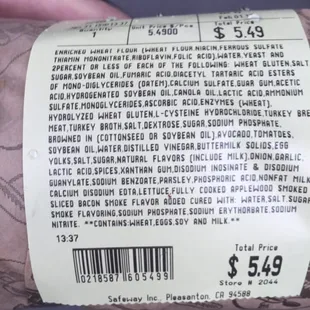 Quantity
1
Unit Price $/Pcs
5.4900
$ 5.49
ENRICHED WHEAT FLOUR (WHEAT FLOUR,NIACIN,FERROUS SULFATE
THIAMIN MONONITRATE,RIBOFLAVIN,FOLIC ACID),WATER,YEAST AND
2PERCENT OR LESS OF EACH OF THE FOLLOWING: WHEAT GLUTEN,SALT
SUGAR,SOYBEAN OIL,FUMARIC ACID,DIACETYL TARTARIC ACID ESTERS
OF MONO-DIGLYCERIDES (DATEM),CALCIUM SULFATE,GUAR GUM,ACETIC
ACID,HYDROGENATED SOYBEAN OIL,CANOLA OIL,LACTIC ACID,AMMONIUM
SULFATE,MONOGLYCERIDES,ASCORBIC ACID,ENZYMES (WHEAT),
HYDROLYZED WHEAT GLUTEN,L-CYSTEINE HYDROCHLORIDE,TURKEY BRE
MEAT,TURKEY BROTH,SALT,DEXTROSE,SUGAR,SODIUM PHOSPHATE,
BROWNED IN (COTTONSEED OR SOYBEAN OIL),AVOCADO,TOMATOES,
SOYBEAN OIL,WATER,DISTILLED VINEGAR,BUTTERMILK SOLIDS,EGG
YOLKS,SALT,SUGAR,NATURAL FLAVORS (INCLUDE MILK),ONION,GARLIC,
LACTIC ACID,SPICES,XANTHAN GUM,DISODIUM INOSINATE & DISODIUM
GUANYLATE,SODIUM BENZOATE,PARSLEY,PHOSPHORIC ACID,NONFAT MILK
CALCIUM DISODIUM EDTA,LETTUCE,FULLY COOKED APPLEWOOD SMOKED
SLICED BACON SMOKE FLAVOR ADDED CURED WITH: WATER,SALT,SUGAR
SMOKE FLAVORING,SODIUM PHOSPHATE,SODIUM ERYTHORBATE,SODIUM
NITRITE. **CONTAINS:WHEAT,EGGS,SOY AND MILK.**
13:37
0218587 605499
Total Price
$ 5.49
Store # 2044
Safeway Inc. Pleasanton, CA 94588